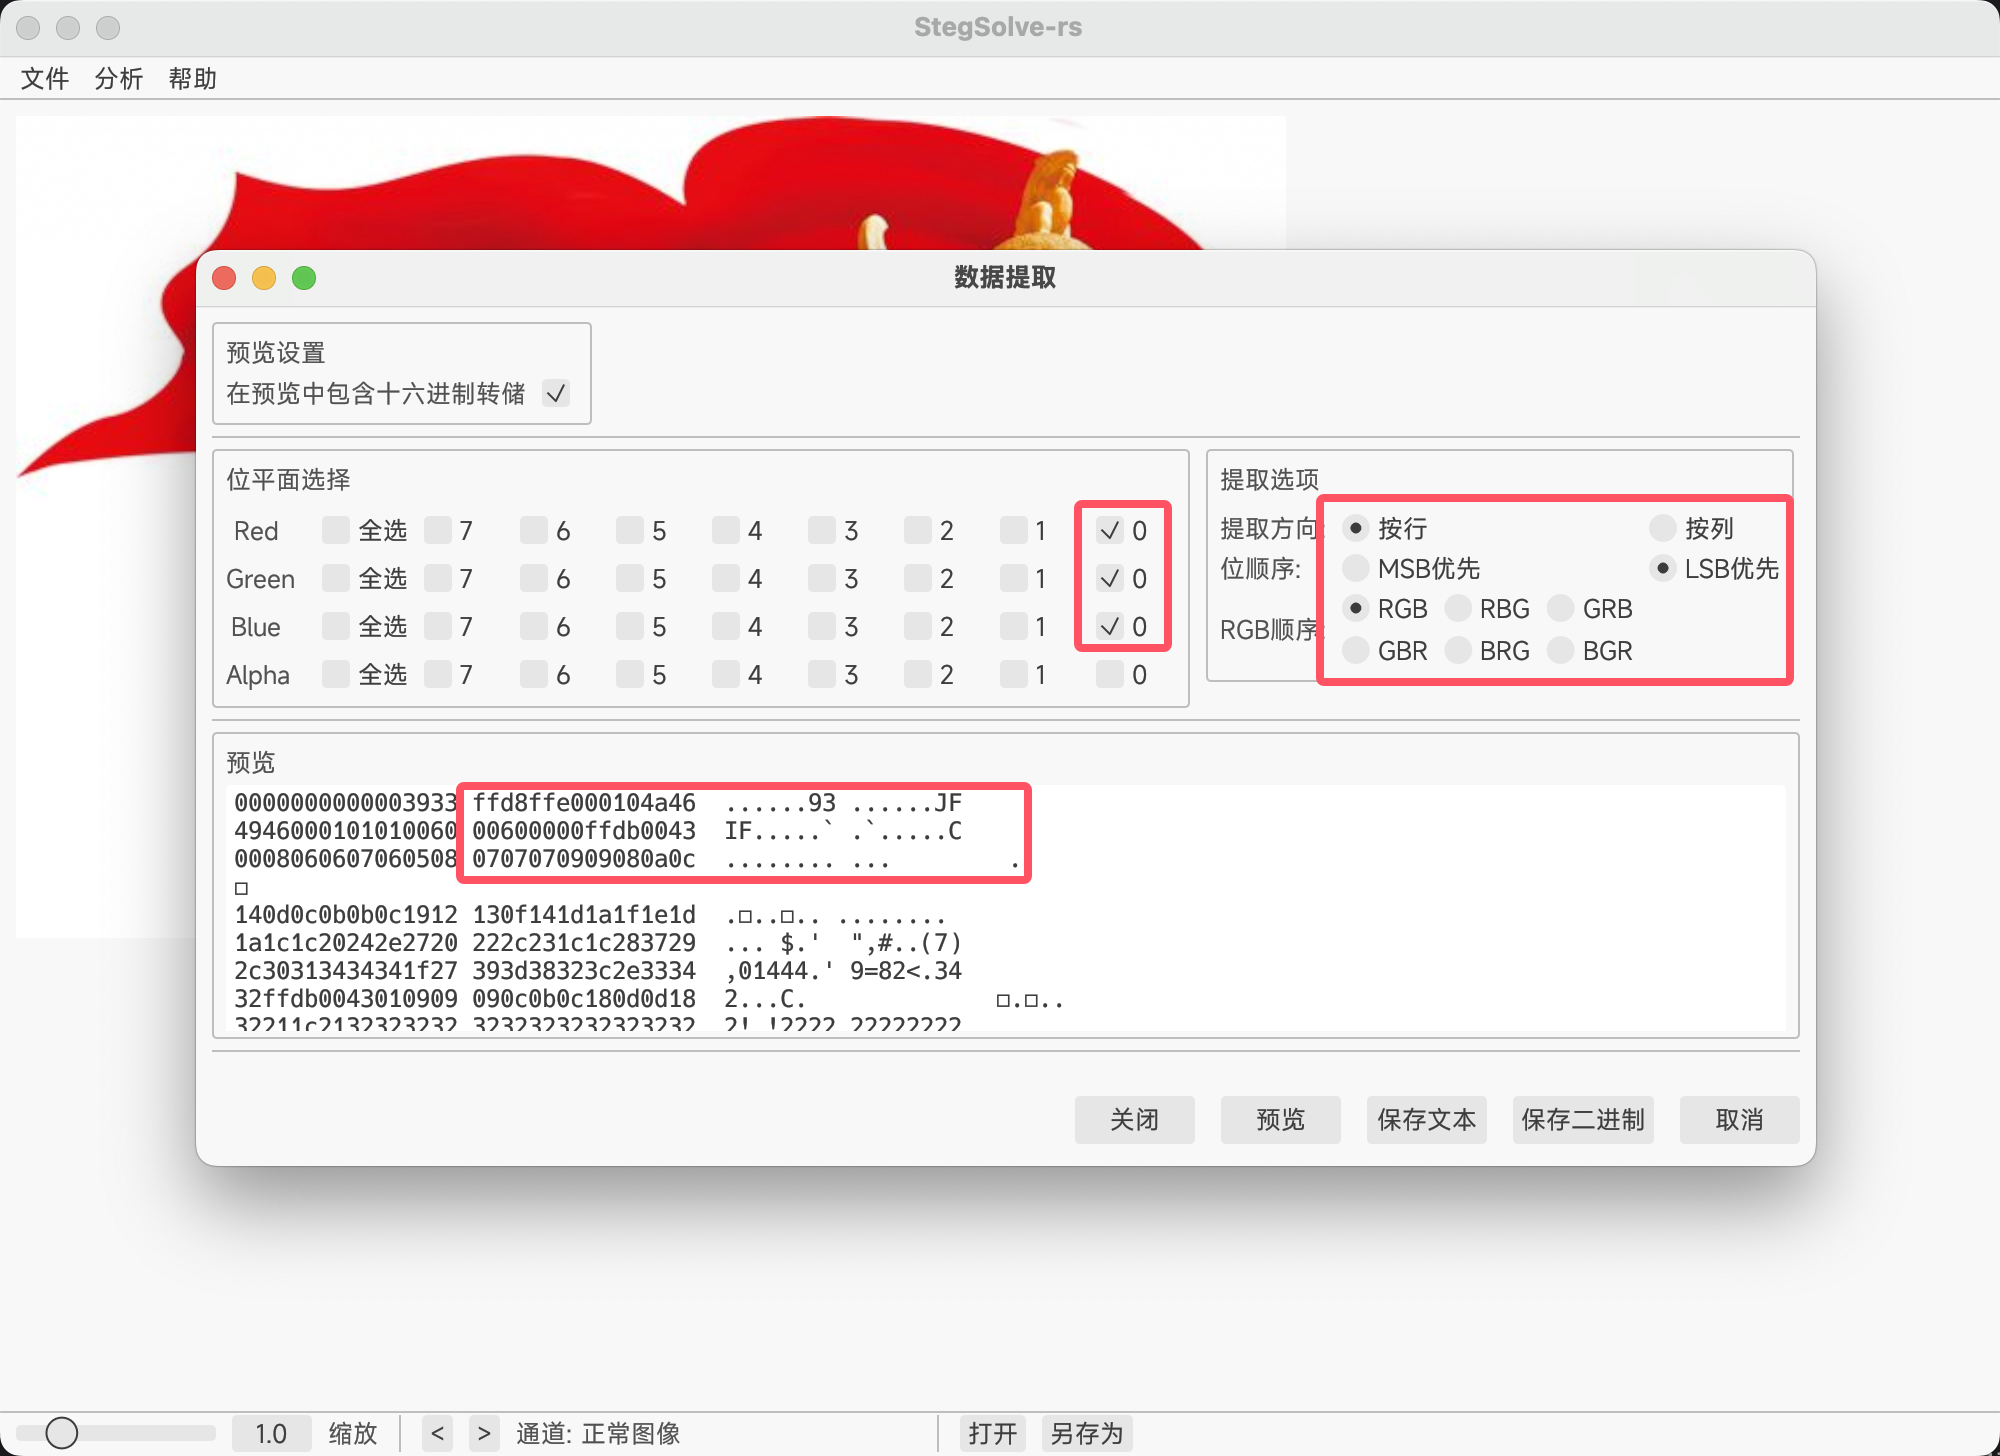 StegSolve-rs
文件 分析 帮助
数据提取
预览设置
在预览中包含十六进制转储
位平面选择
Red 全选 7 6 5 4 3 2 1 0
Green 全选 7 6 5 4 3 2 1 0
Blue 全选 7 6 5 4 3 2 1 0
Alpha 全选 7 6 5 4 3 2 1 0
提取选项
提取方向: 按行 按列
位顺序: MSB优先 LSB优先
RGB顺序: RGB RBG GRB
GBR BRG BGR
预览
0000000000003933 ffd8ffe000104a46 ......93 ......JF
4946000101010060 00600000ffdb0043 IF.....` .`.....C
0008060607060508 0707070909080a0c ........ ... .
□
140d0c0b0b0c1912 130f141d1a1f1e1d .□..□.. ........
1a1c1c20242e2720 222c231c1c283729 ... $.' ",#..(7)
2c30313434341f27 393d38323c2e3334 ,01444.' 9=82<.34
32ffdb0043010909 090c0b0c180d0d18 2...C. □.□..
32211c2132323232 3232323232323232 2!.!2222 22222222
关闭 预览 保存文本 保存二进制 取消
1.0 缩放 < > 通道: 正常图像 打开 另存为